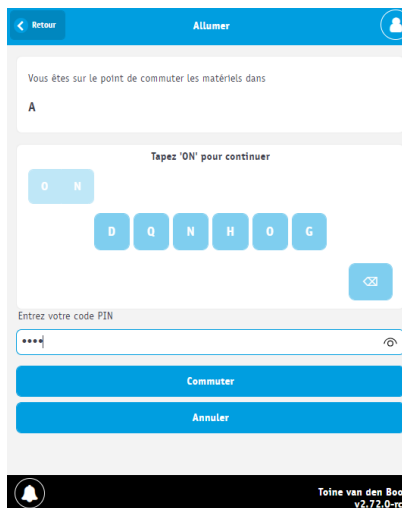 Retour
Allumer
Vous êtes sur le point de commuter les matériels dans
A
Tapez 'ON' pour continuer
O N
D Q N H O G
Entrez votre code PIN
••••
Commuter
Annuler
Toine van den Boo
v2.72.0-rc